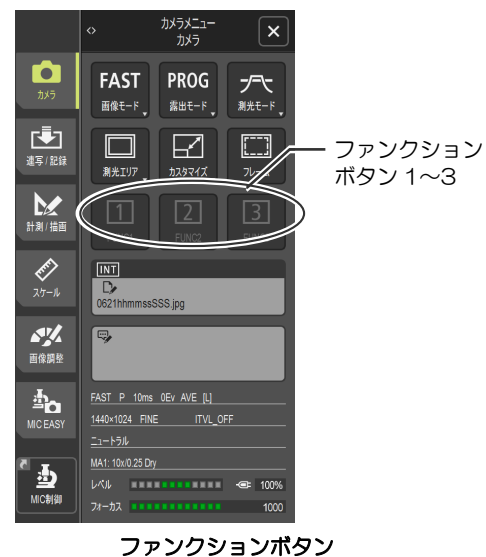 カメラメニュー
カメラ
カメラ
連写/記録
計測/描画
スケール
画像調整
MIC EASY
MIC制御
FAST
画像モード
PROG
露出モード
測光モード
測光エリア
カスタマイズ
フレーム
1
2
3
FUNC2
ファンクション
ボタン 1～3
INT
0621hhmmssSSS.jpg
FAST P 10ms 0Ev AVE [L]
1440×1024 FINE ITVL_OFF
ニュートラル
MA1: 10x/0.25 Dry
レベル 100%
フォーカス 1000
ファンクションボタン